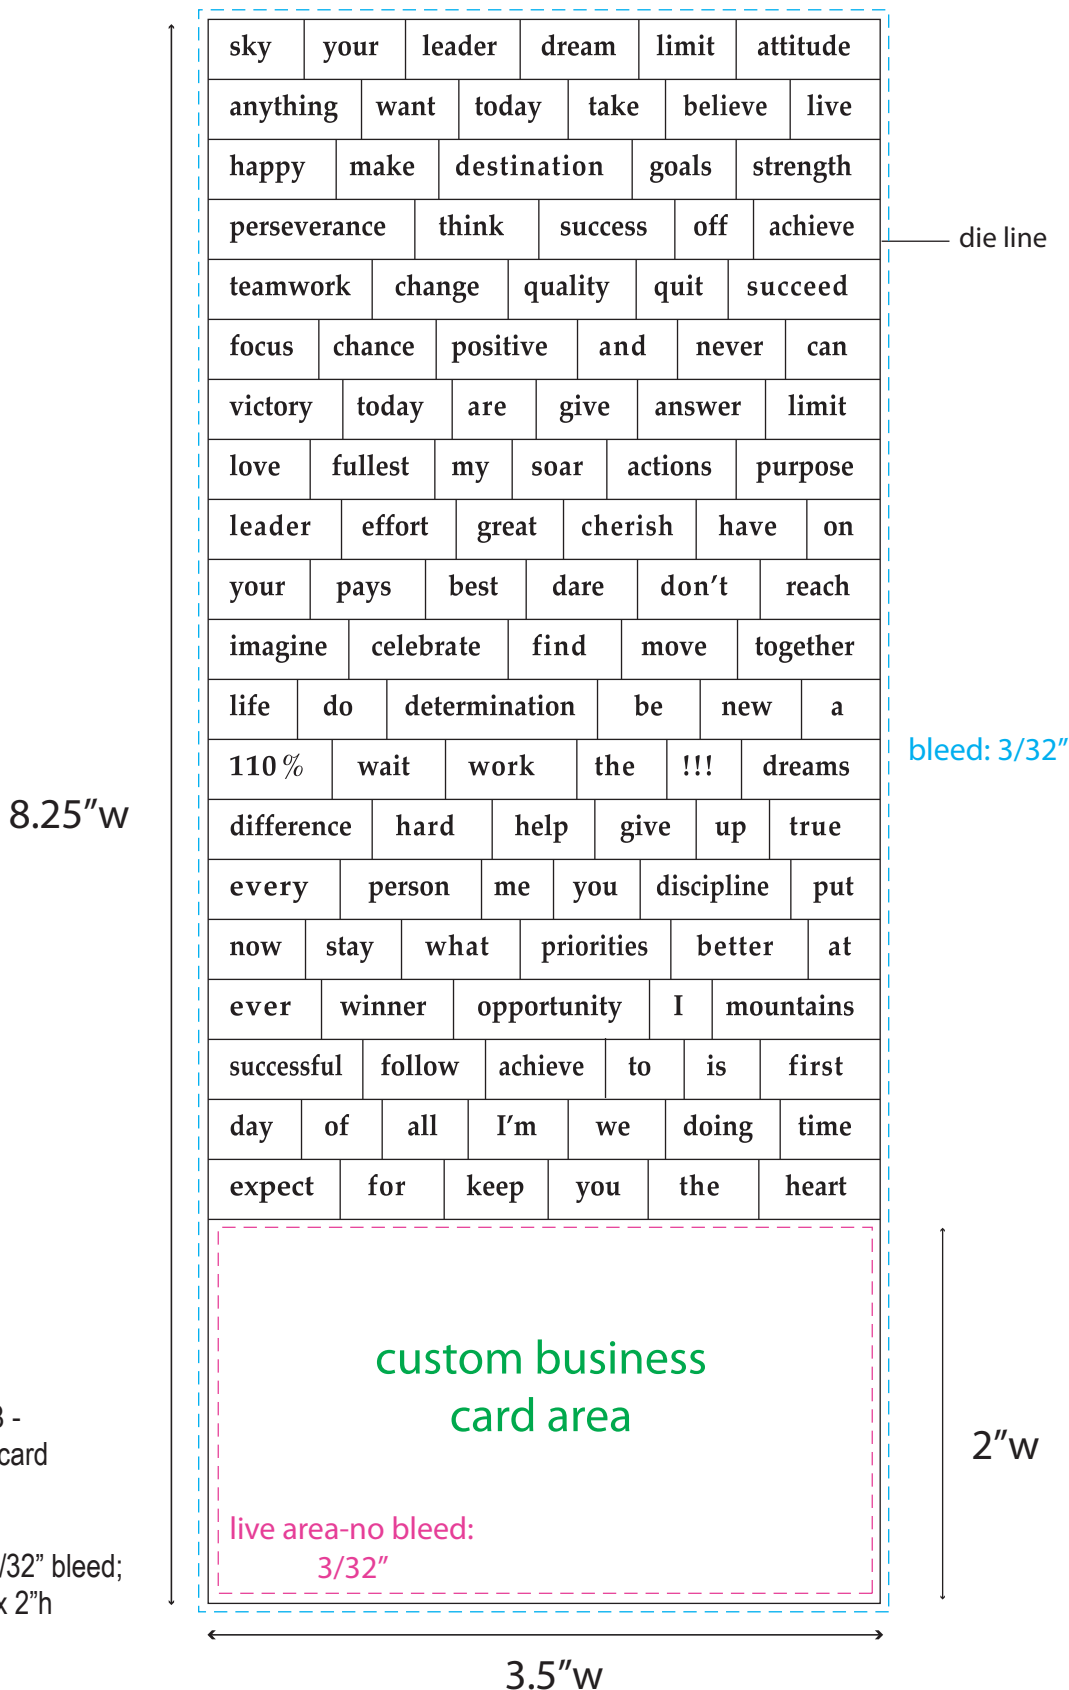 sky your leader dream limit attitude
anything want today take believe live
happy make destination goals strength
perseverance think success off achieve
die line
teamwork change quality quit succeed
focus chance positive and never can
victory today are give answer limit
love fullest my soar actions purpose
leader effort great cherish have on
your pays best dare don’t reach
imagine celebrate find move together
life do determination be new a
bleed: 3/32”
110% wait work the !!! dreams
8.25”w
difference hard help give up true
every person me you discipline put
now stay what priorities better at
ever winner opportunity I mountains
successful follow achieve to is first
day of all I’m we doing time
expect for keep you the heart
custom business
card area
-
card
2”w
live area-no bleed:
3/32”
/32” bleed;
x 2”h
3.5”w